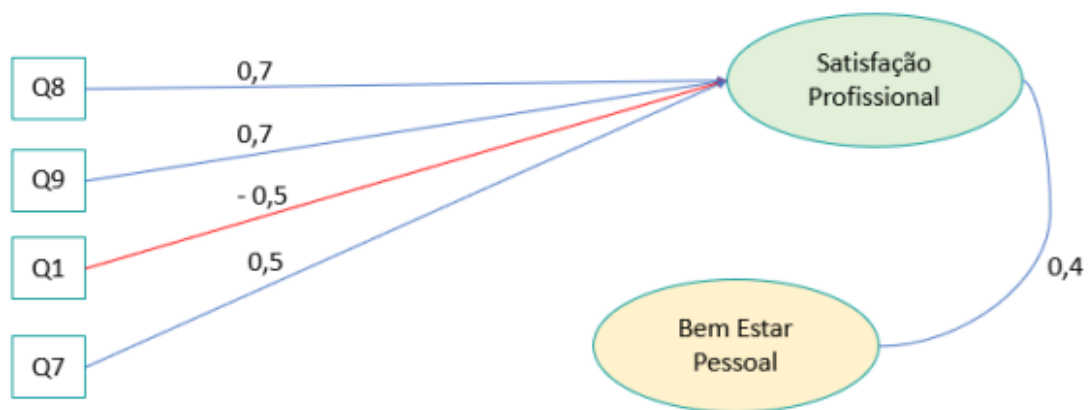 Q8
0,7
Satisfação
Profissional
Q9
0,7
Q1
- 0,5
Q7
0,5
0,4
Bem Estar
Pessoal